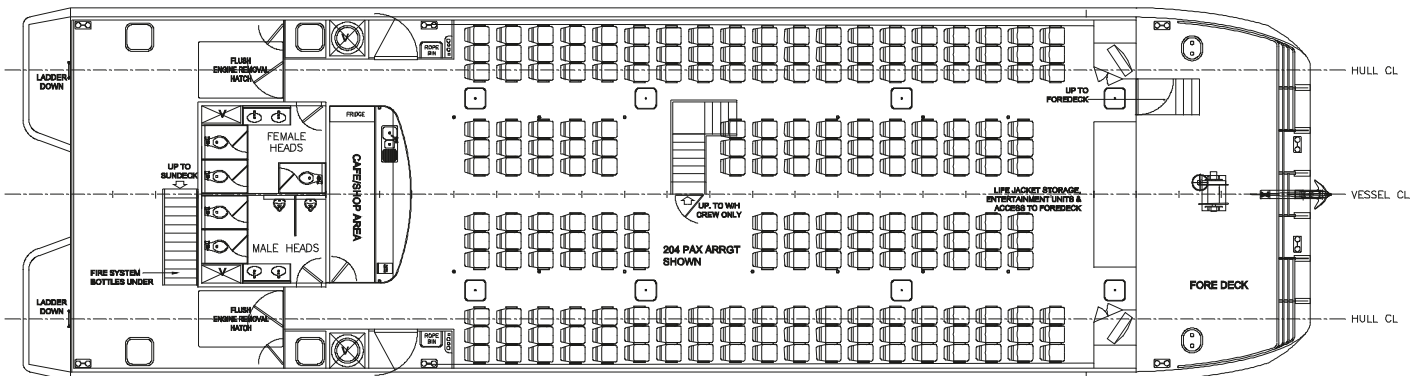 LADDER
DOWN
FLUSH
ENGINE REMOVAL
HATCH
ROPE
BIN
UP TO
FOREDECK
HULL CL
FEMALE
HEADS
FRIDGE
CAFE/SHOP AREA
UP TO
SUNDECK
MALE HEADS
FIRE SYSTEM
BOTTLES UNDER
UP TO W/H
CREW ONLY
204 PAX ARRGT
SHOWN
LIFE JACKET STORAGE,
ENTERTAINMENT UNITS &
ACCESS TO FOREDECK
VESSEL CL
FORE DECK
LADDER
DOWN
FLUSH
ENGINE REMOVAL
HATCH
ROPE
BIN
HULL CL
V
V
V
V